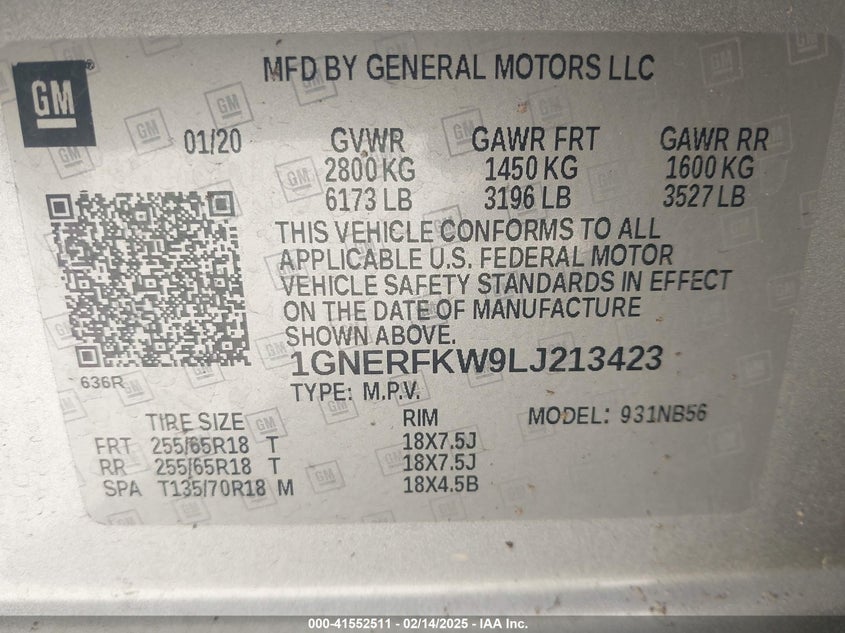 GM
MFD BY GENERAL MOTORS LLC
01/20 GVWR GAWR FRT GAWR RR
2800 KG 1450 KG 1600 KG
6173 LB 3196 LB 3527 LB
THIS VEHICLE CONFORMS TO ALL
APPLICABLE U.S. FEDERAL MOTOR
VEHICLE SAFETY STANDARDS IN EFFECT
ON THE DATE OF MANUFACTURE
SHOWN ABOVE.
1GNERFKW9LJ213423
636R
TYPE: M.P.V.
TIRE SIZE RIM MODEL: 931NB56
FRT 255/65R18 T 18X7.5J
RR 255/65R18 T 18X7.5J
SPA T135/70R18 M 18X4.5B
000-41552511 - 02/14/2025 - IAA Inc.